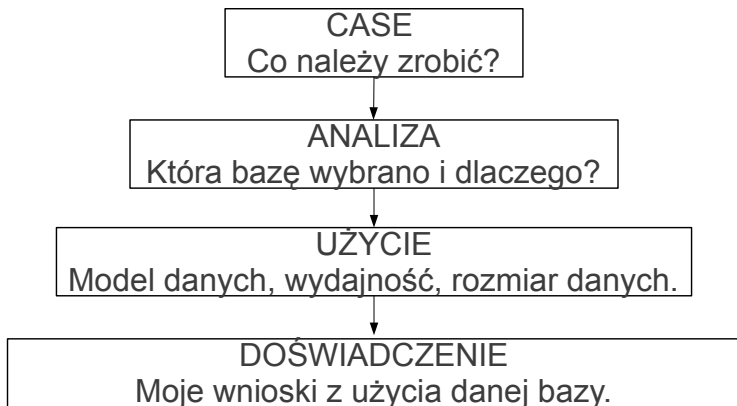 CASE
Co należy zrobić?
ANALIZA
Która bazę wybrano i dlaczego?
UŻYCIE
Model danych, wydajność, rozmiar danych.
DOŚWIADCZENIE
Moje wnioski z użycia danej bazy.